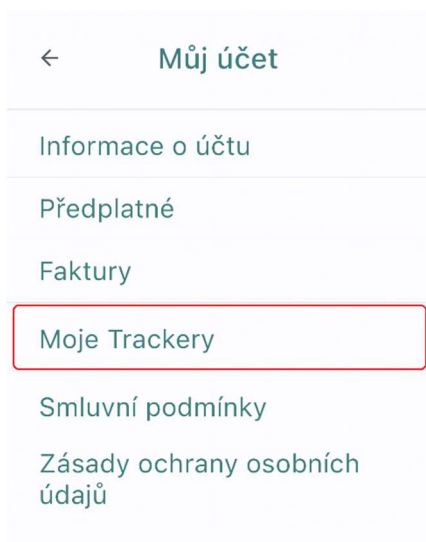 Můj účet
Informace o účtu
Předplatné
Faktury
Moje Trackery
Smluvní podmínky
Zásady ochrany osobních
údajů